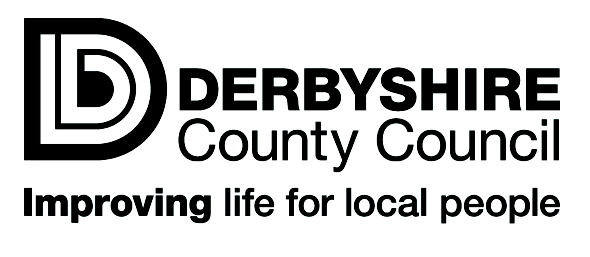 DERBYSHIRE
County Council
Improving life for local people